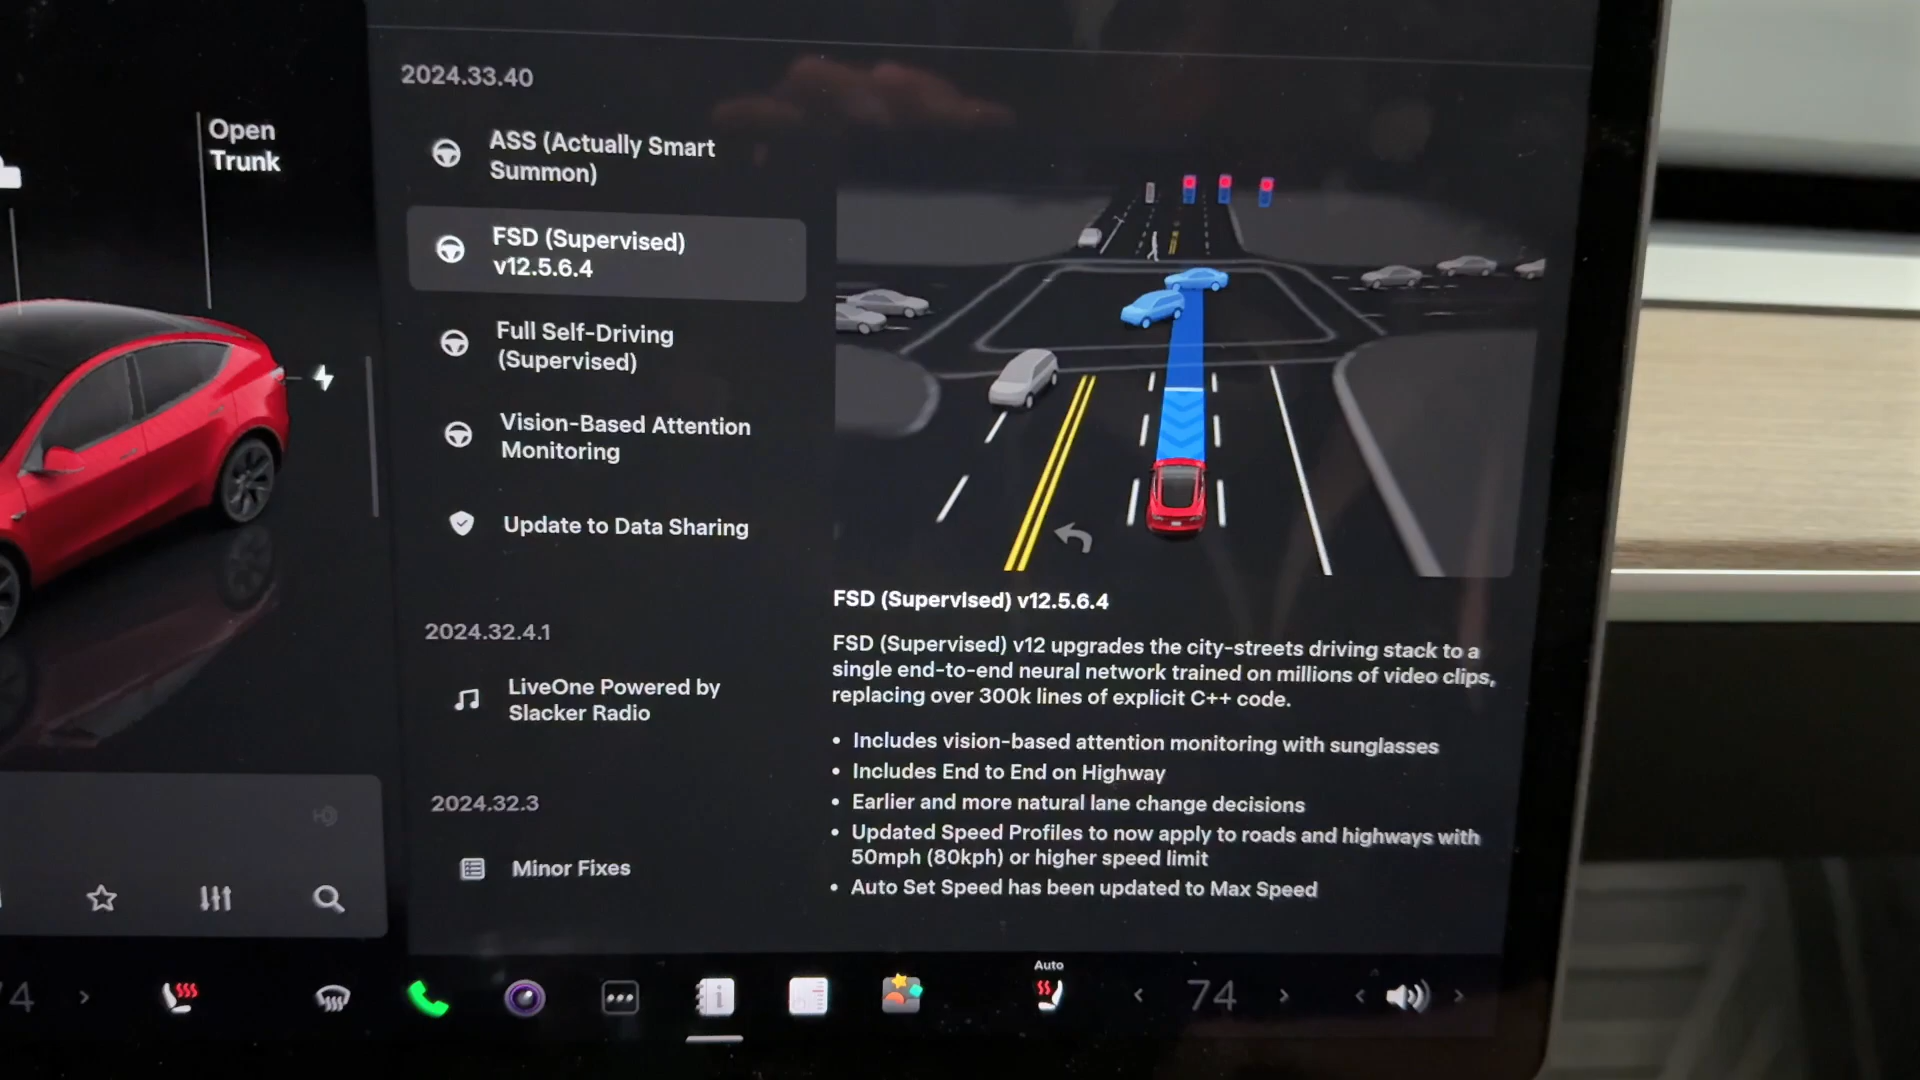 Open
Trunk
2024.33.40
ASS (Actually Smart
Summon)
FSD (Supervised)
v12.5.6.4
Full Self-Driving
(Supervised)
Vision-Based Attention
Monitoring
Update to Data Sharing
2024.32.4.1
LiveOne Powered by
Slacker Radio
2024.32.3
Minor Fixes
FSD (Supervised) v12.5.6.4
FSD (Supervised) v12 upgrades the city-streets driving stack to a
single end-to-end neural network trained on millions of video clips,
replacing over 300k lines of explicit C++ code.
• Includes vision-based attention monitoring with sunglasses
• Includes End to End on Highway
• Earlier and more natural lane change decisions
• Updated Speed Profiles to now apply to roads and highways with
50mph (80kph) or higher speed limit
• Auto Set Speed has been updated to Max Speed
Auto
74